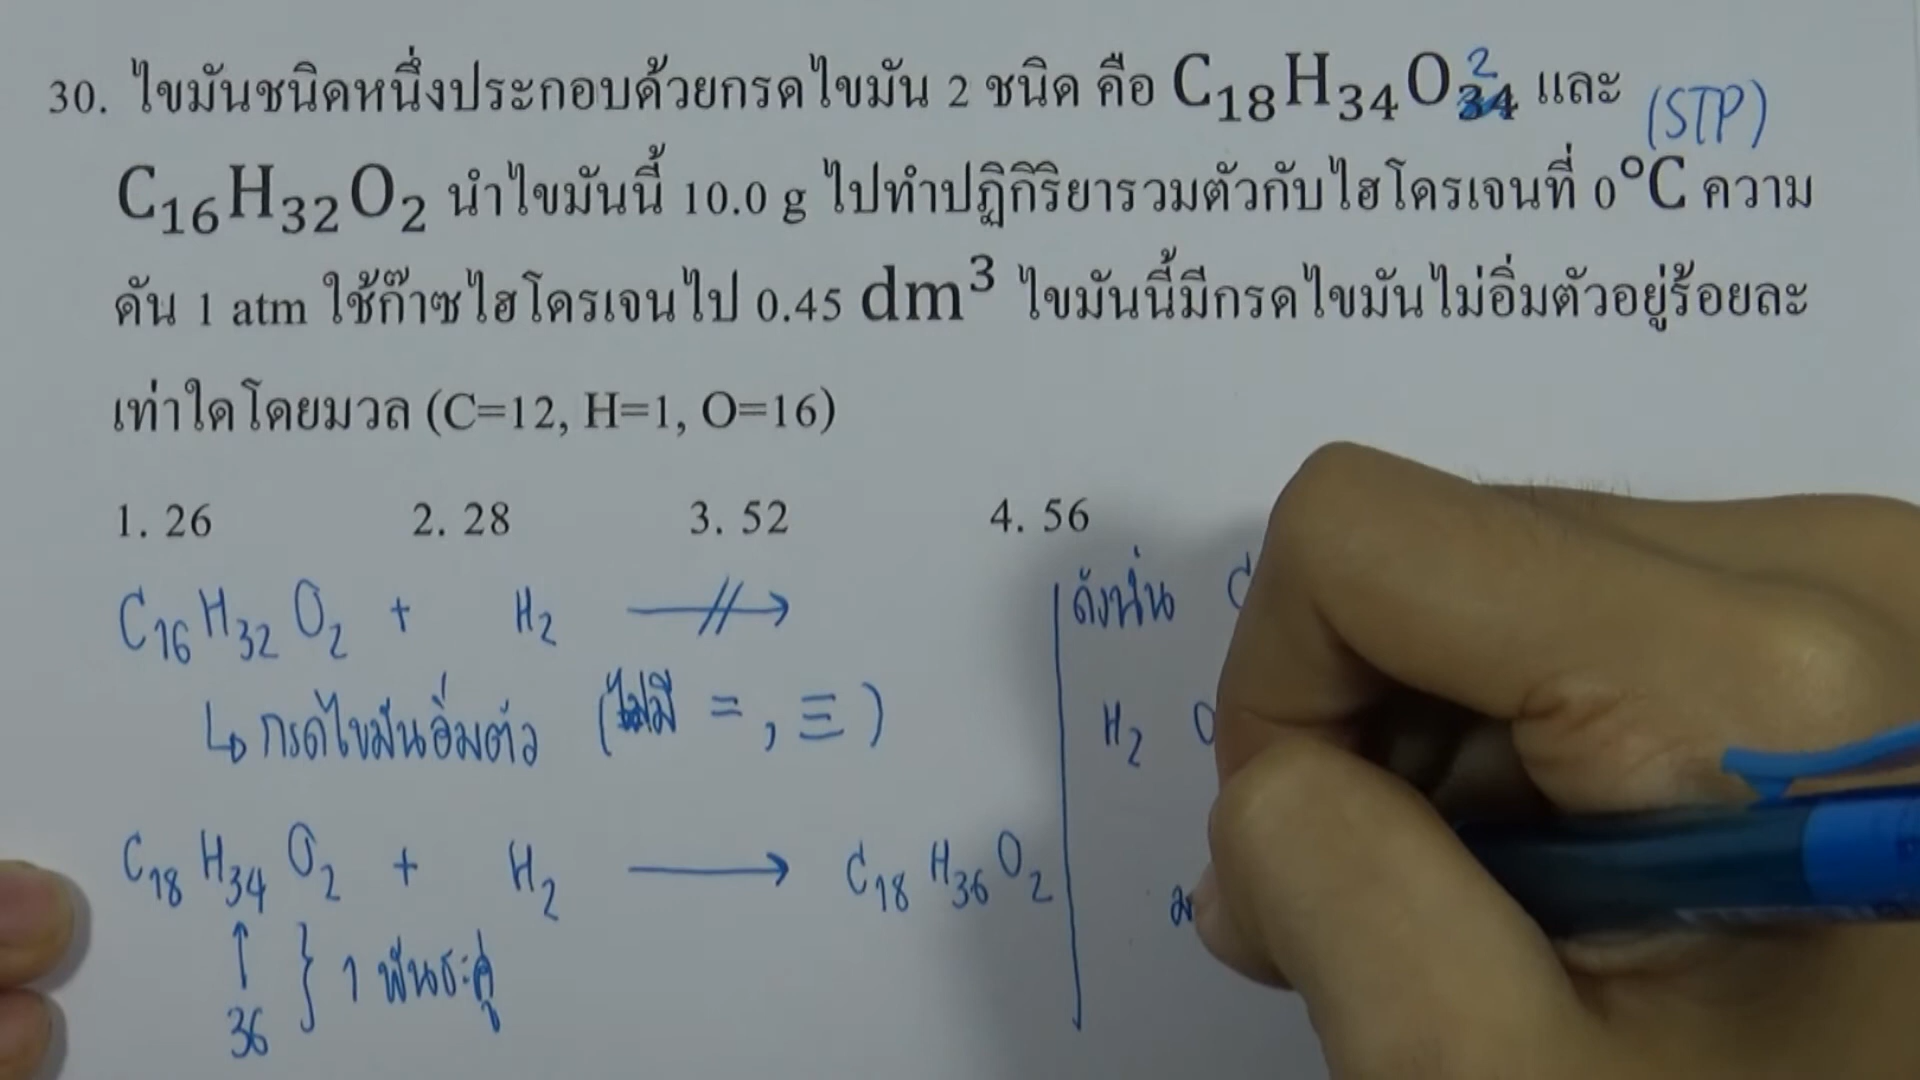 30. ไขมันชนิดหนึ่งประกอบด้วยกรดไขมัน 2 ชนิด คือ C₁₈H₃₄O₂ และ (STP)
C₁₆H₃₂O₂ นำไขมันนี้ 10.0 g ไปทำปฏิกิริยารวมตัวกับไฮโดรเจนที่ 0°C ความ
ดัน 1 atm ใช้ก๊าซไฮโดรเจนไป 0.45 dm³ ไขมันนี้มีกรดไขมันไม่อิ่มตัวอยู่ร้อยละ
เท่าใดโดยมวล (C=12, H=1, O=16)
1. 26 2. 28 3. 52 4. 56
C₁₆H₃₂O₂ + H₂
กรดไขมันอิ่มตัว (ไม่มี =, ≡)
C₁₈H₃₄O₂ + H₂ → C₁₈H₃₆O₂
↑
36 } 1 พันธะคู่
ดังนั้น C
H₂